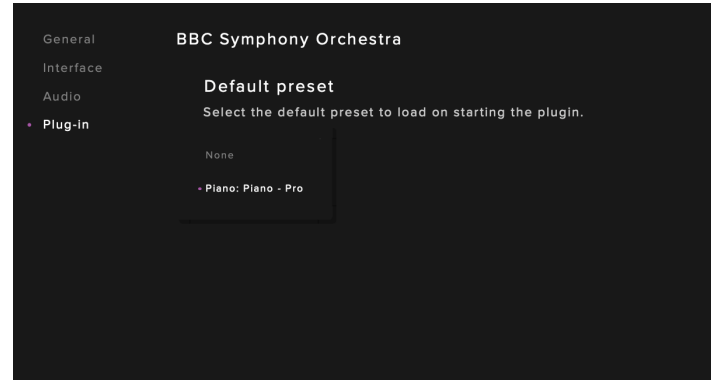 General
Interface
Audio
Plug-in
BBC Symphony Orchestra
Default preset
Select the default preset to load on starting the plugin.
None
Piano: Piano - Pro